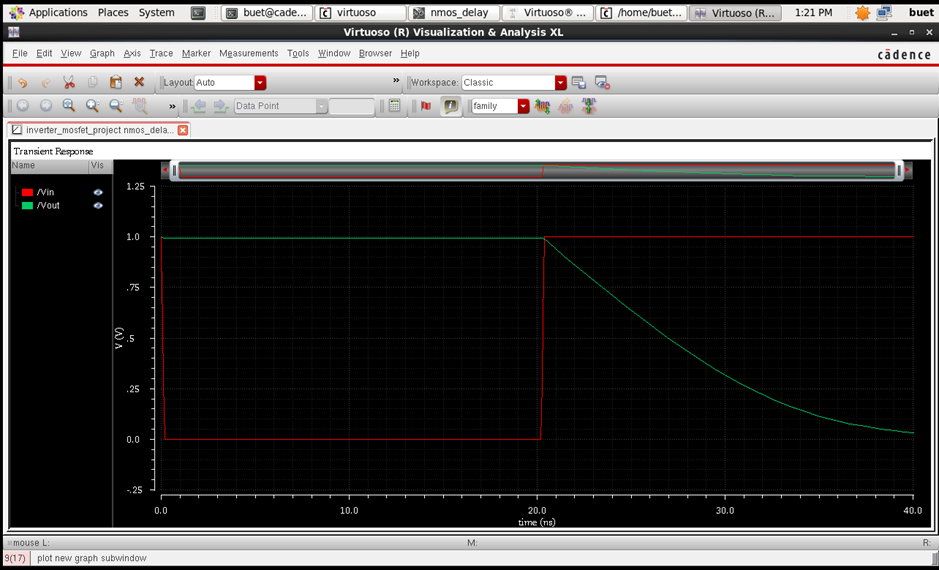 Applications Places System buet@cade... virtuoso nmos_delay Virtuoso® ... /home/buet... Virtuoso (R... 1:21 PM buet
Virtuoso (R) Visualization & Analysis XL
File Edit View Graph Axis Trace Marker Measurements Tools Window Browser Help cādence
Layout: Auto » Workspace: Classic
» Data Point family
inverter_mosfet_project nmos_dela...
Transient Response
Name Vis
/Vin
/Vout
1.25
1.0
.75
.5
.25
0.0
-.25
V (V)
0.0 10.0 20.0 30.0 40.0
time (ns)
mouse L: M: R:
9(17) plot new graph subwindow